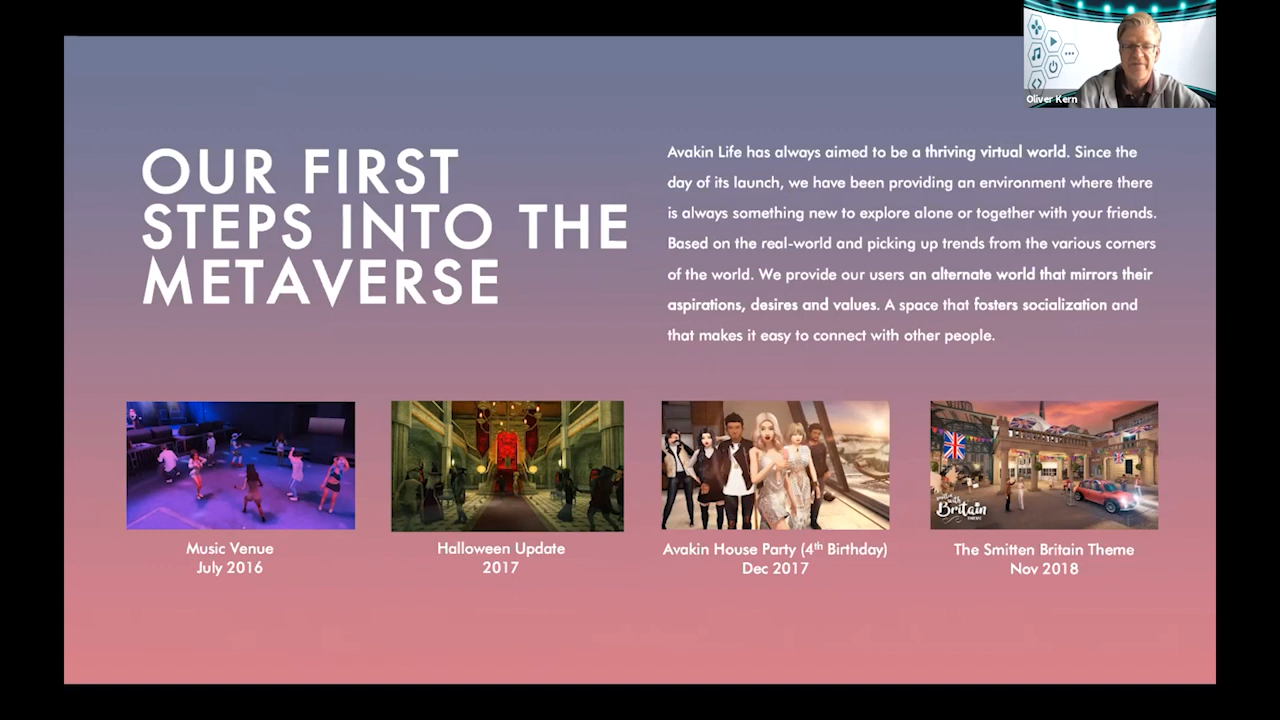 Oliver Kern
OUR FIRST
STEPS INTO THE
METAVERSE
Avakin Life has always aimed to be a thriving virtual world. Since the
day of its launch, we have been providing an environment where there
is always something new to explore alone or together with your friends.
Based on the real-world and picking up trends from the various corners
of the world. We provide our users an alternate world that mirrors their
aspirations, desires and values. A space that fosters socialization and
that makes it easy to connect with other people.
Music Venue
July 2016
Halloween Update
2017
Avakin House Party (4th Birthday)
Dec 2017
smitten
with
Britain
The Smitten Britain Theme
Nov 2018